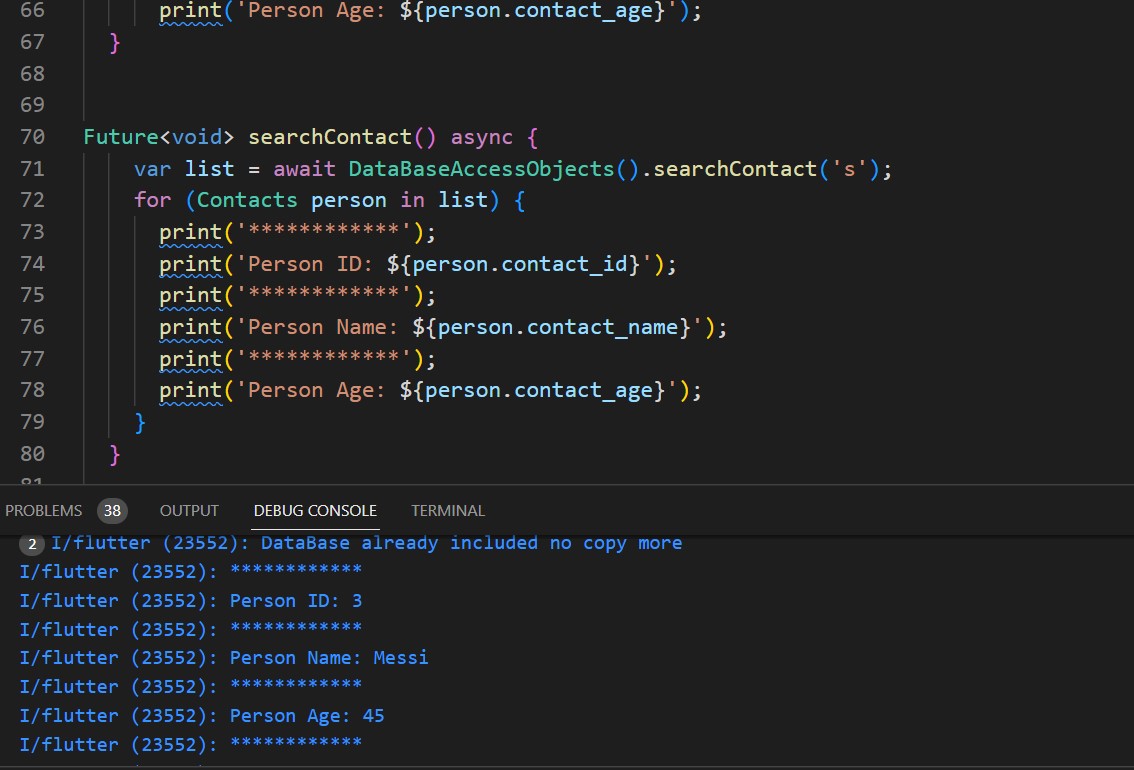 66 print('Person Age: ${person.contact_age}');
67 }
68
69
70 Future<void> searchContact() async {
71 var list = await DataBaseAccessObjects().searchContact('s');
72 for (Contacts person in list) {
73 print('************');
74 print('Person ID: ${person.contact_id}');
75 print('************');
76 print('Person Name: ${person.contact_name}');
77 print('************');
78 print('Person Age: ${person.contact_age}');
79 }
80 }
81
PROBLEMS 38 OUTPUT DEBUG CONSOLE TERMINAL
2 I/flutter (23552): DataBase already included no copy more
I/flutter (23552): ************
I/flutter (23552): Person ID: 3
I/flutter (23552): ************
I/flutter (23552): Person Name: Messi
I/flutter (23552): ************
I/flutter (23552): Person Age: 45
I/flutter (23552): ************